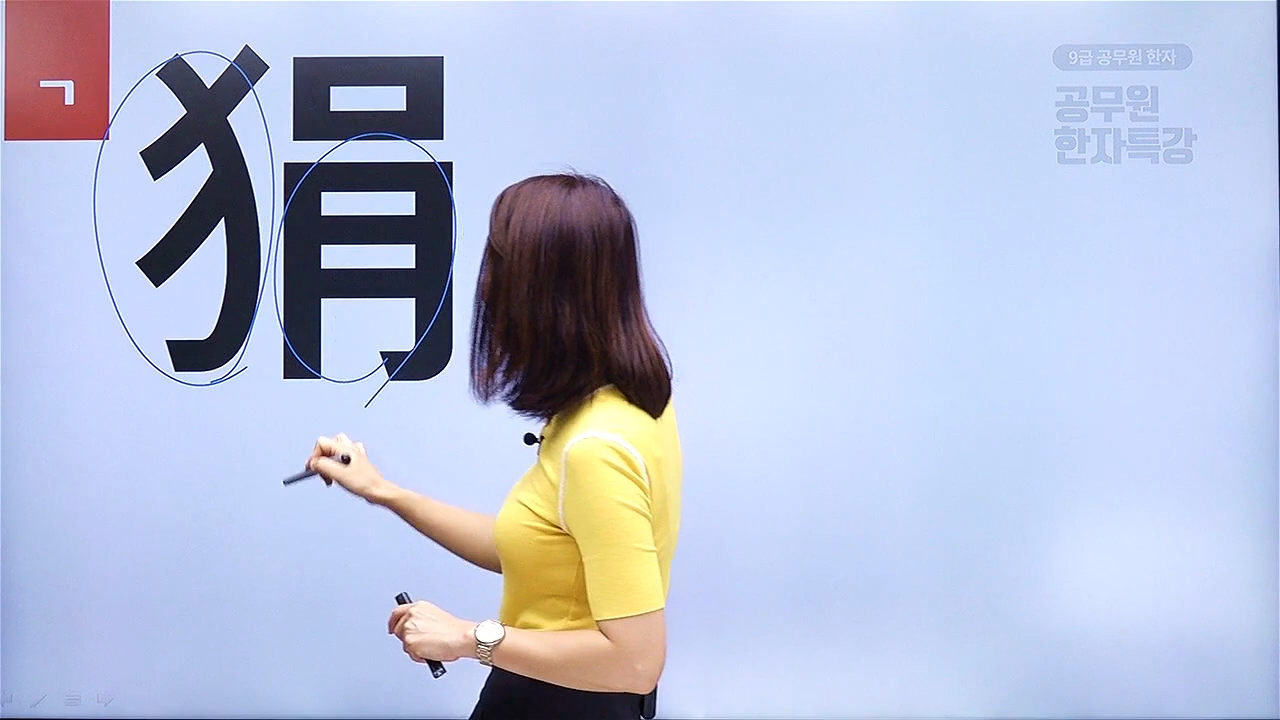 ㄱ
狷
9급 공무원 한자
공무원
한자특강